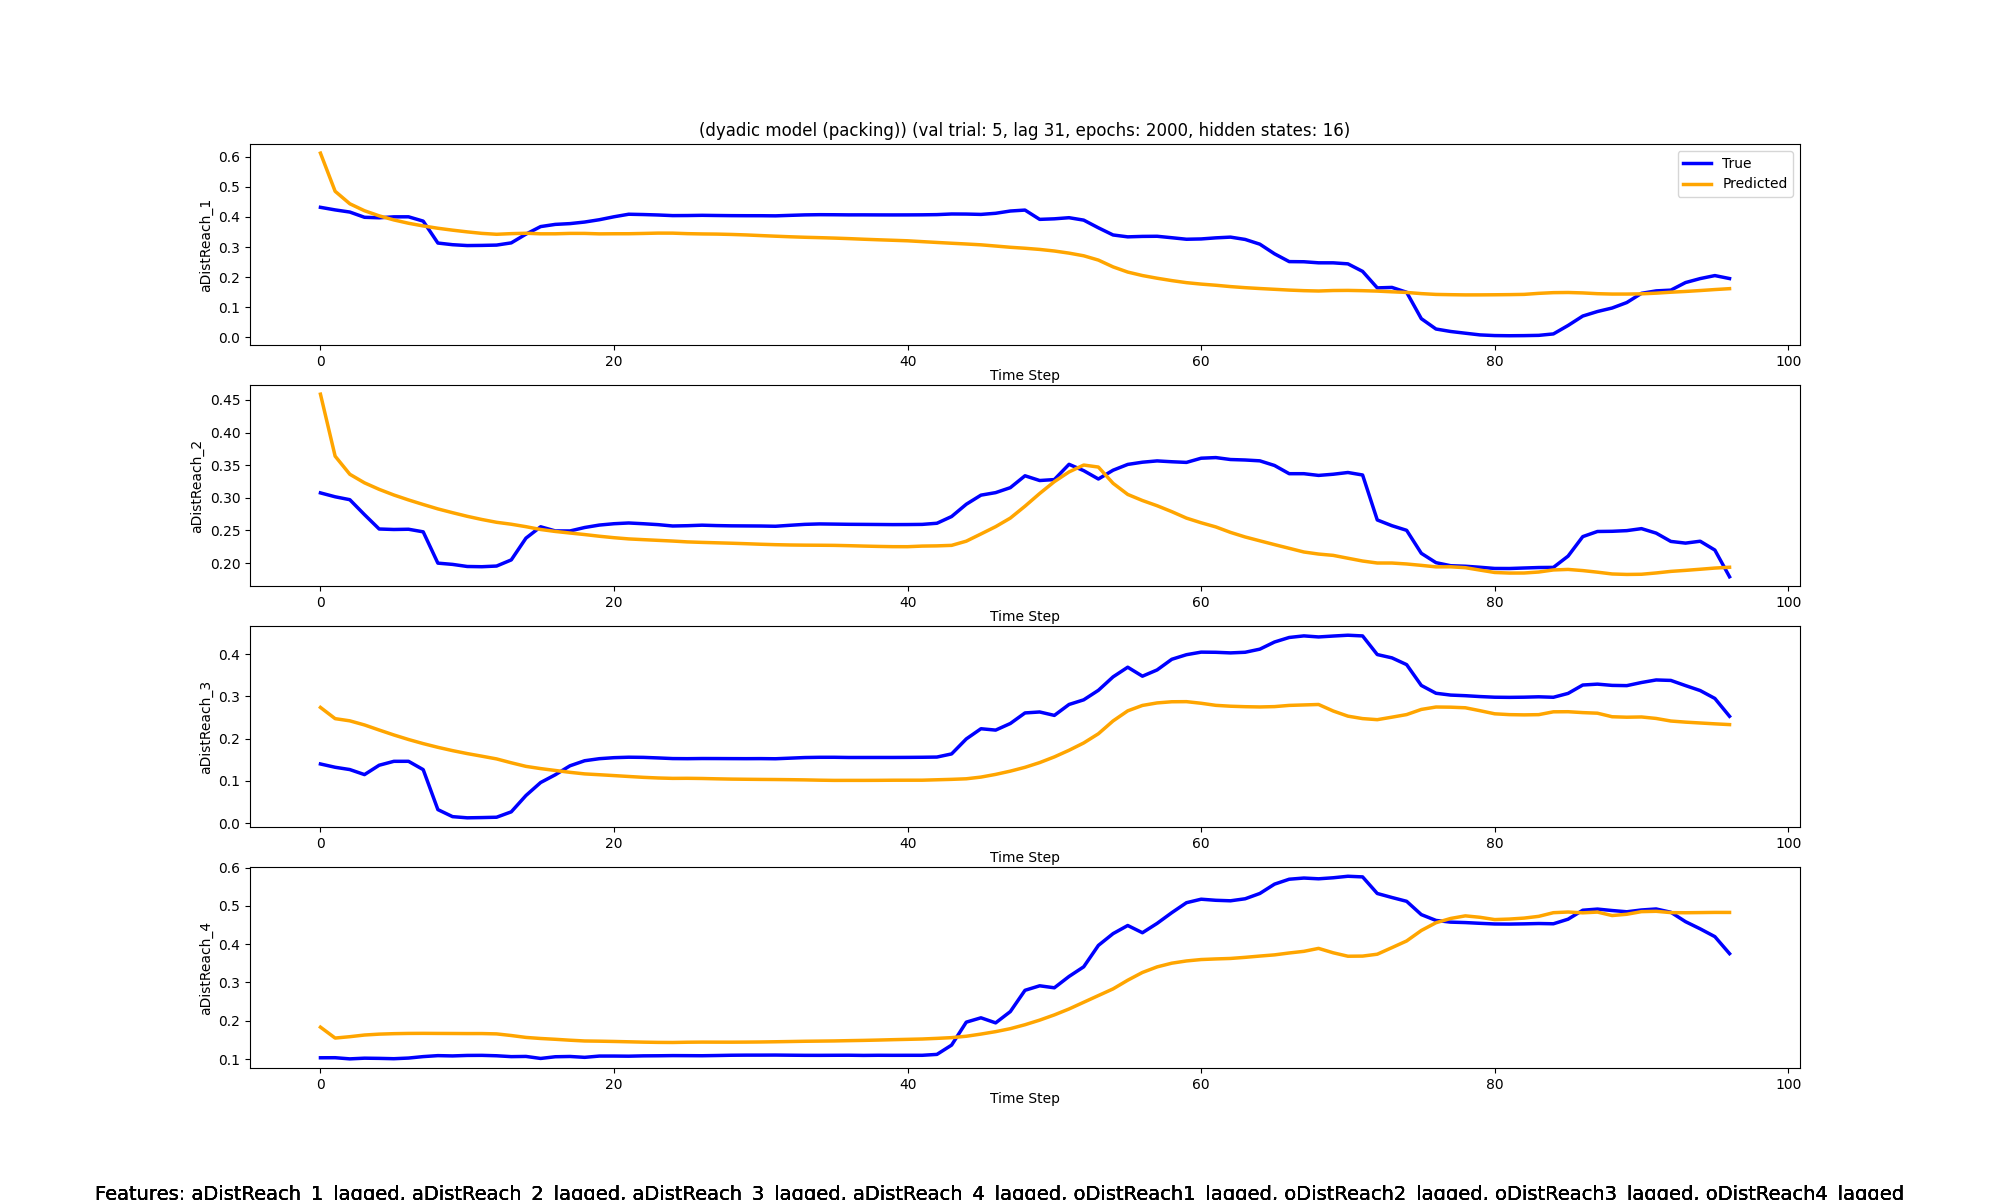 (dyadic model (packing)) (val trial: 5, lag 31, epochs: 2000, hidden states: 16)
True
Predicted
aDistReach_1
0.6
0.5
0.4
0.3
0.2
0.1
0.0
0 20 40 60 80 100
Time Step
aDistReach_2
0.45
0.40
0.35
0.30
0.25
0.20
0 20 40 60 80 100
Time Step
aDistReach_3
0.4
0.3
0.2
0.1
0.0
0 20 40 60 80 100
Time Step
aDistReach_4
0.6
0.5
0.4
0.3
0.2
0.1
0 20 40 60 80 100
Time Step
Features: aDistReach_1_lagged, aDistReach_2_lagged, aDistReach_3_lagged, aDistReach_4_lagged, oDistReach1_lagged, oDistReach2_lagged, oDistReach3_lagged, oDistReach4_lagged